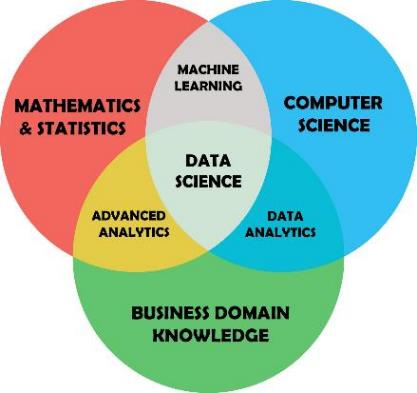 MACHINE
LEARNING
MATHEMATICS
& STATISTICS
COMPUTER
SCIENCE
DATA
SCIENCE
ADVANCED
ANALYTICS
DATA
ANALYTICS
BUSINESS DOMAIN
KNOWLEDGE